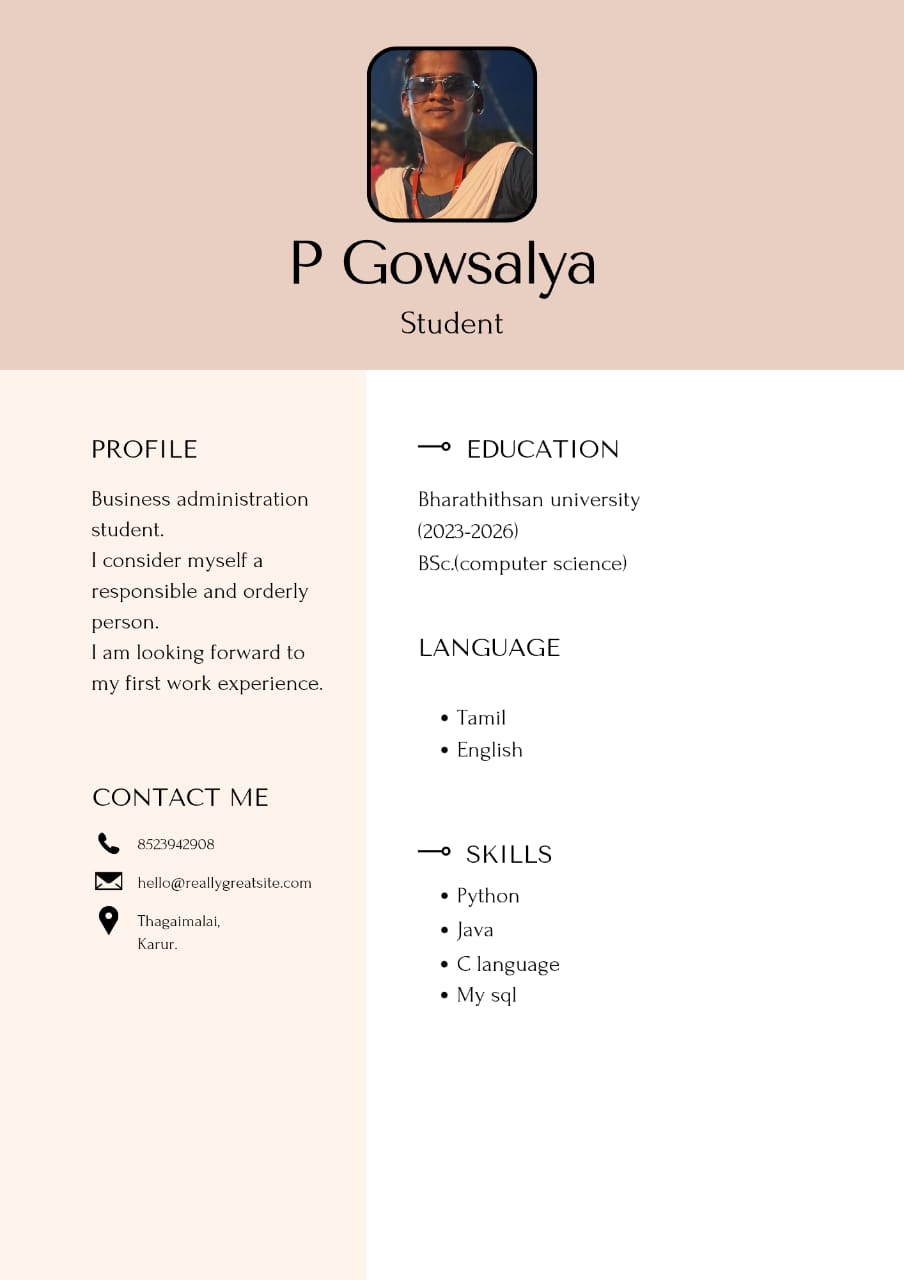 P Gowsalya
Student
PROFILE
Business administration
student.
I consider myself a
responsible and orderly
person.
I am looking forward to
my first work experience.
CONTACT ME
8523942908
hello@reallygreatsite.com
Thagaimalai,
Karur.
EDUCATION
Bharathithsan university
(2023-2026)
BSc.(computer science)
LANGUAGE
• Tamil
• English
SKILLS
• Python
• Java
• C language
• My sql